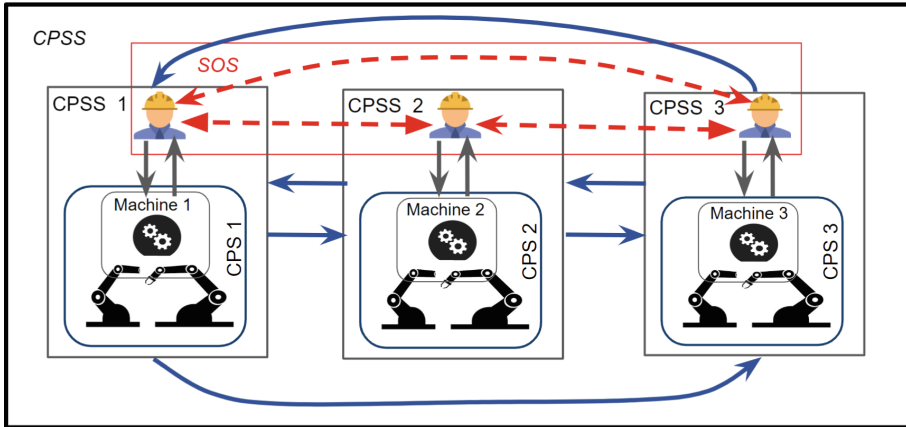 CPSS
SOS
CPSS 1
CPSS 2
CPSS 3
Machine 1
CPS 1
Machine 2
CPS 2
Machine 3
CPS 3